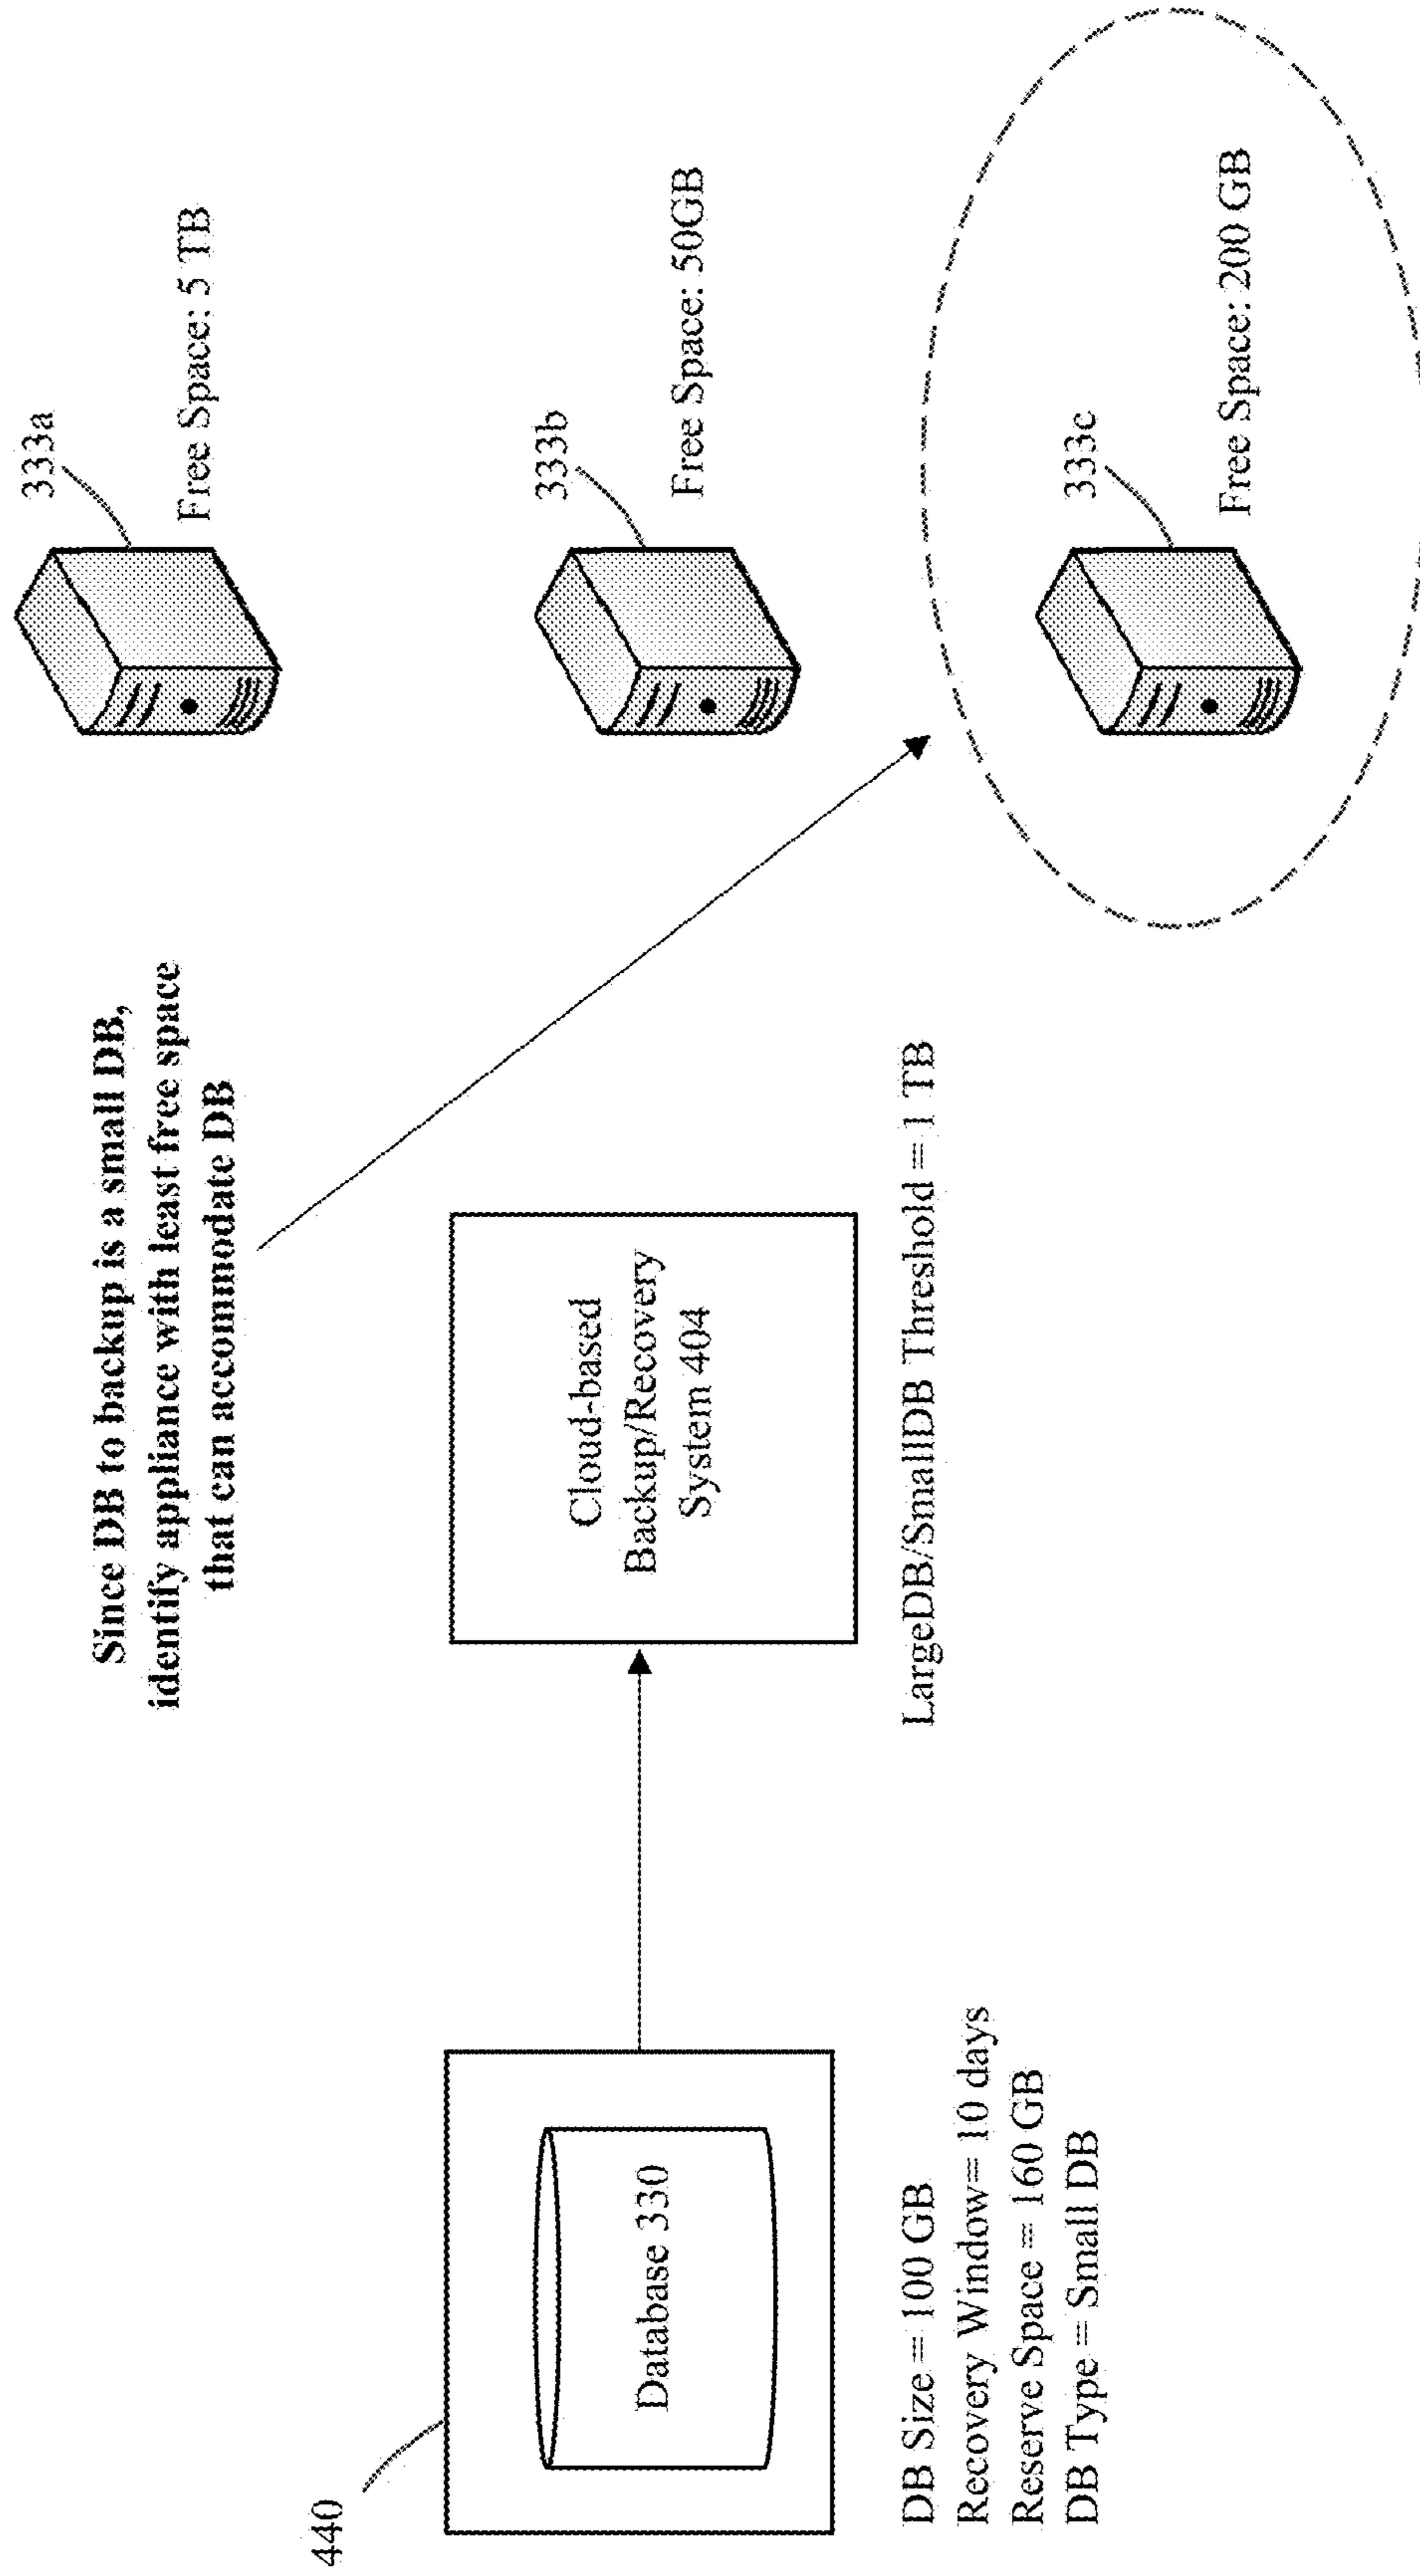 Since DB to backup is a small DB,
identify appliance with least free space
that can accommodate DB
333a
Free Space: 5 TB
440
Database 330
Cloud-based
Backup/Recovery
System 404
333b
Free Space: 50GB
DB Size = 100 GB
Recovery Window= 10 days
Reserve Space = 160 GB
DB Type = Small DB
LargeDB/SmallDB Threshold = 1 TB
333c
Free Space: 200 GB